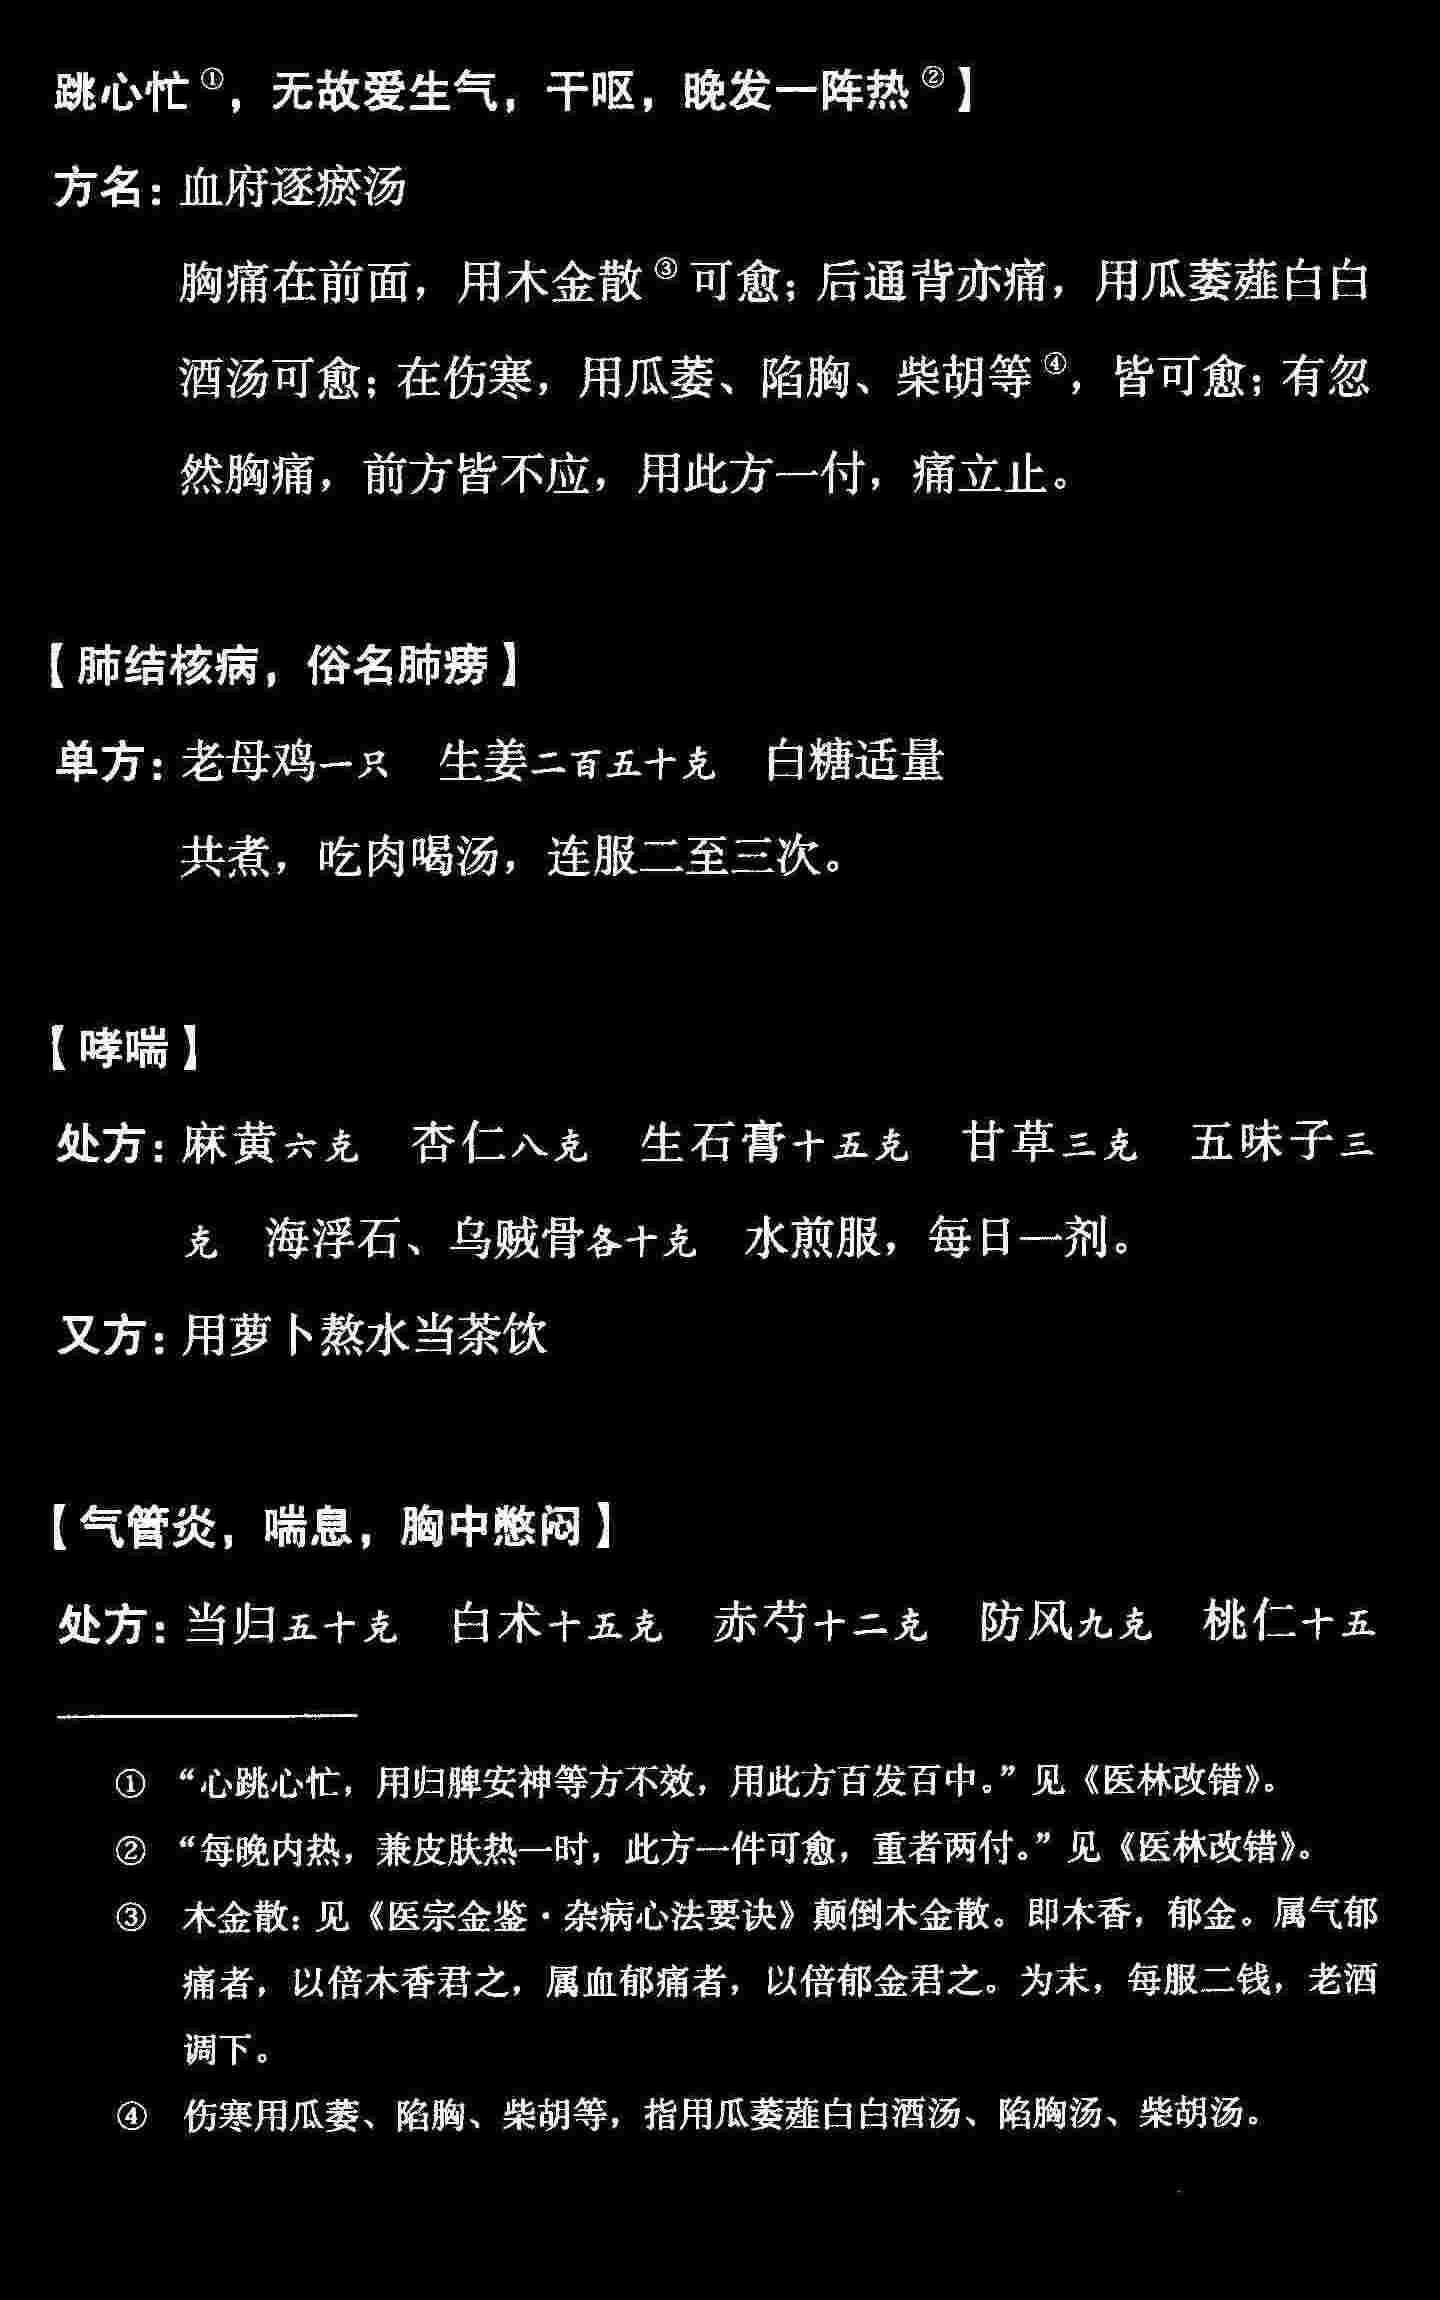 跳心忙①，无故爱生气，干呕，晚发一阵热②】
方名：血府逐瘀汤
胸痛在前面，用木金散③可愈；后通背亦痛，用瓜蒌薤白白
酒汤可愈；在伤寒，用瓜蒌、陷胸、柴胡等④，皆可愈；有忽
然胸痛，前方皆不应，用此方一付，痛立止。
【肺结核病，俗名肺痨】
单方：老母鸡一只 生姜二百五十克 白糖适量
共煮，吃肉喝汤，连服二至三次。
【哮喘】
处方：麻黄六克 杏仁八克 生石膏十五克 甘草三克 五味子三
克 海浮石、乌贼骨各十克 水煎服，每日一剂。
又方：用萝卜熬水当茶饮
【气管炎，喘息，胸中憋闷】
处方：当归五十克 白术十五克 赤芍十二克 防风九克 桃仁十五
① “心跳心忙，用归脾安神等方不效，用此方百发百中。”见《医林改错》。
② “每晚内热，兼皮肤热一时，此方一件可愈，重者两付。”见《医林改错》。
③ 木金散：见《医宗金鉴·杂病心法要诀》颠倒木金散。即木香，郁金。属气郁
痛者，以倍木香君之，属血郁痛者，以倍郁金君之。为末，每服二钱，老酒
调下。
④ 伤寒用瓜蒌、陷胸、柴胡等，指用瓜蒌薤白白酒汤、陷胸汤、柴胡汤。